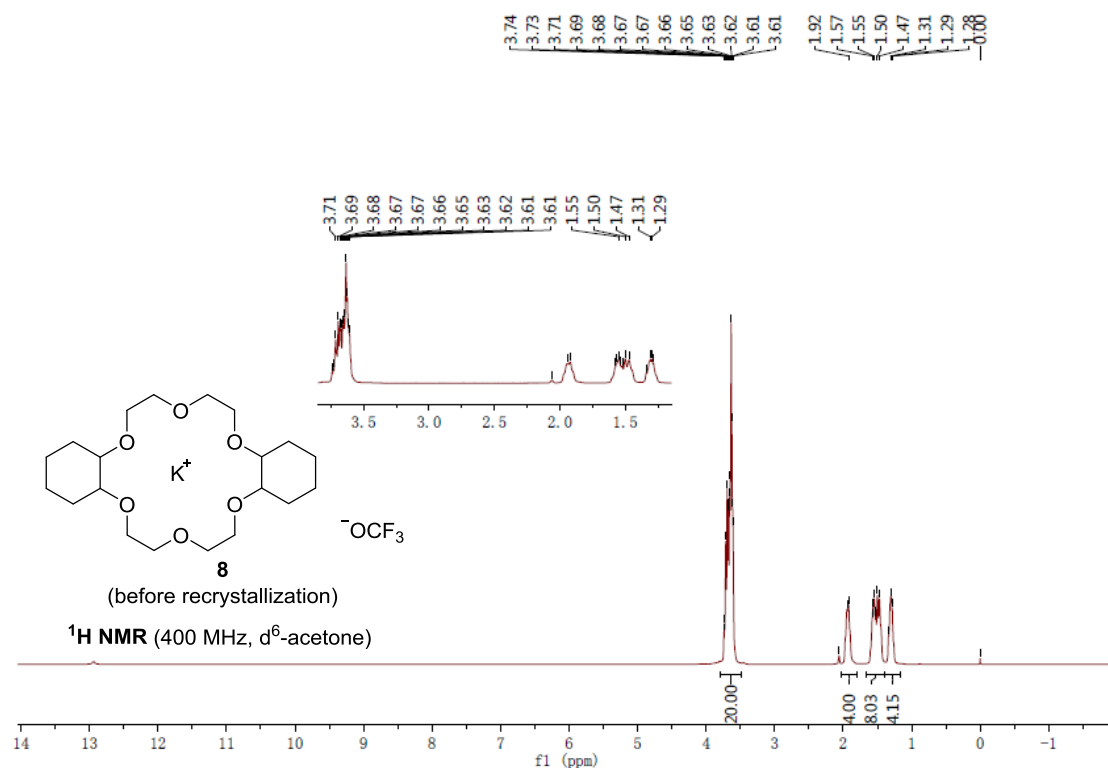 3.74 3.73 3.71 3.69 3.68 3.67 3.67 3.66 3.65 3.63 3.62 3.61 3.61 1.92 1.57 1.55 1.50 1.47 1.31 1.29 1.28 0.00
3.71 3.69 3.68 3.67 3.67 3.66 3.65 3.63 3.62 3.61 3.61 1.55 1.50 1.47 1.31 1.29
3.5 3.0 2.5 2.0 1.5
O
O O
K⁺
O O
O
⁻OCF₃
8
(before recrystallization)
¹H NMR (400 MHz, d⁶-acetone)
20.00 4.00 8.03 4.15
14 13 12 11 10 9 8 7 6 5 4 3 2 1 0 -1
f1 (ppm)